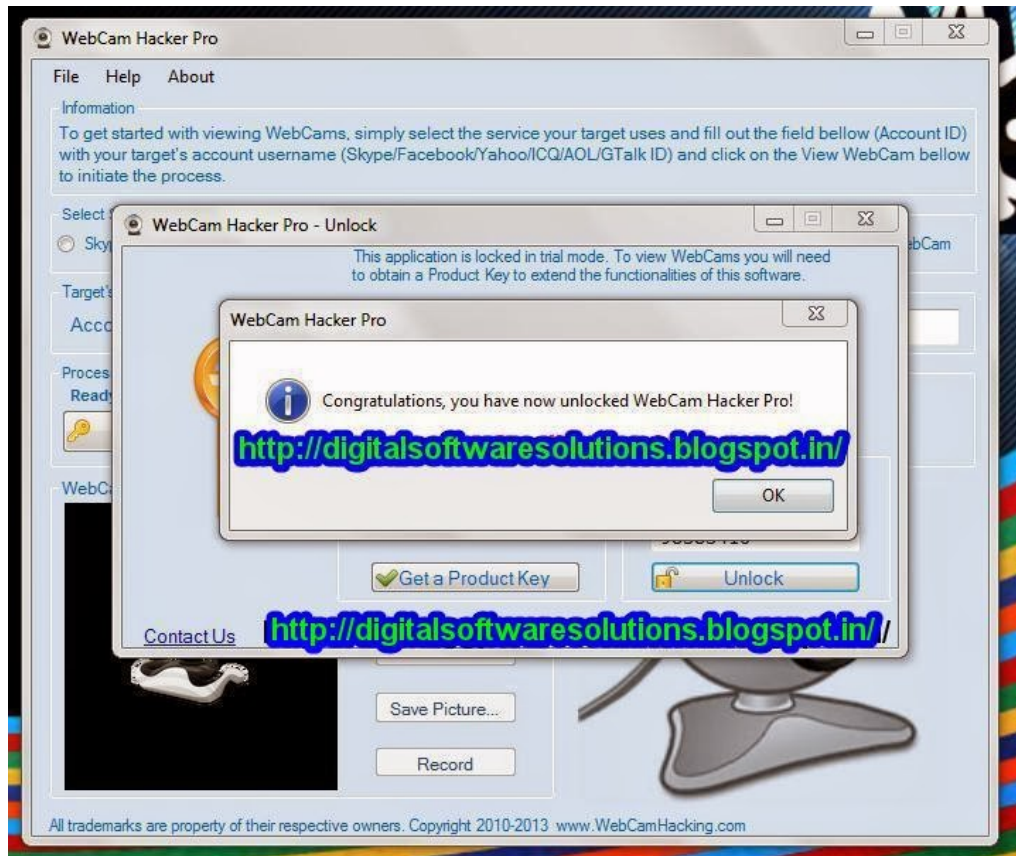 WebCam Hacker Pro
File Help About
Information
To get started with viewing WebCams, simply select the service your target uses and fill out the field bellow (Account ID)
with your target's account username (Skype/Facebook/Yahoo/ICQ/AOL/GTalk ID) and click on the View WebCam bellow
to initiate the process.
Select
WebCam Hacker Pro - Unlock
This application is locked in trial mode. To view WebCams you will need
to obtain a Product Key to extend the functionalities of this software.
Target's
WebCam Hacker Pro
Congratulations, you have now unlocked WebCam Hacker Pro!
http://digitalsoftwaresolutions.blogspot.in/
OK
Get a Product Key
Unlock
Contact Us
http://digitalsoftwaresolutions.blogspot.in/
Save Picture...
Record
All trademarks are property of their respective owners. Copyright 2010-2013 www.WebCamHacking.com